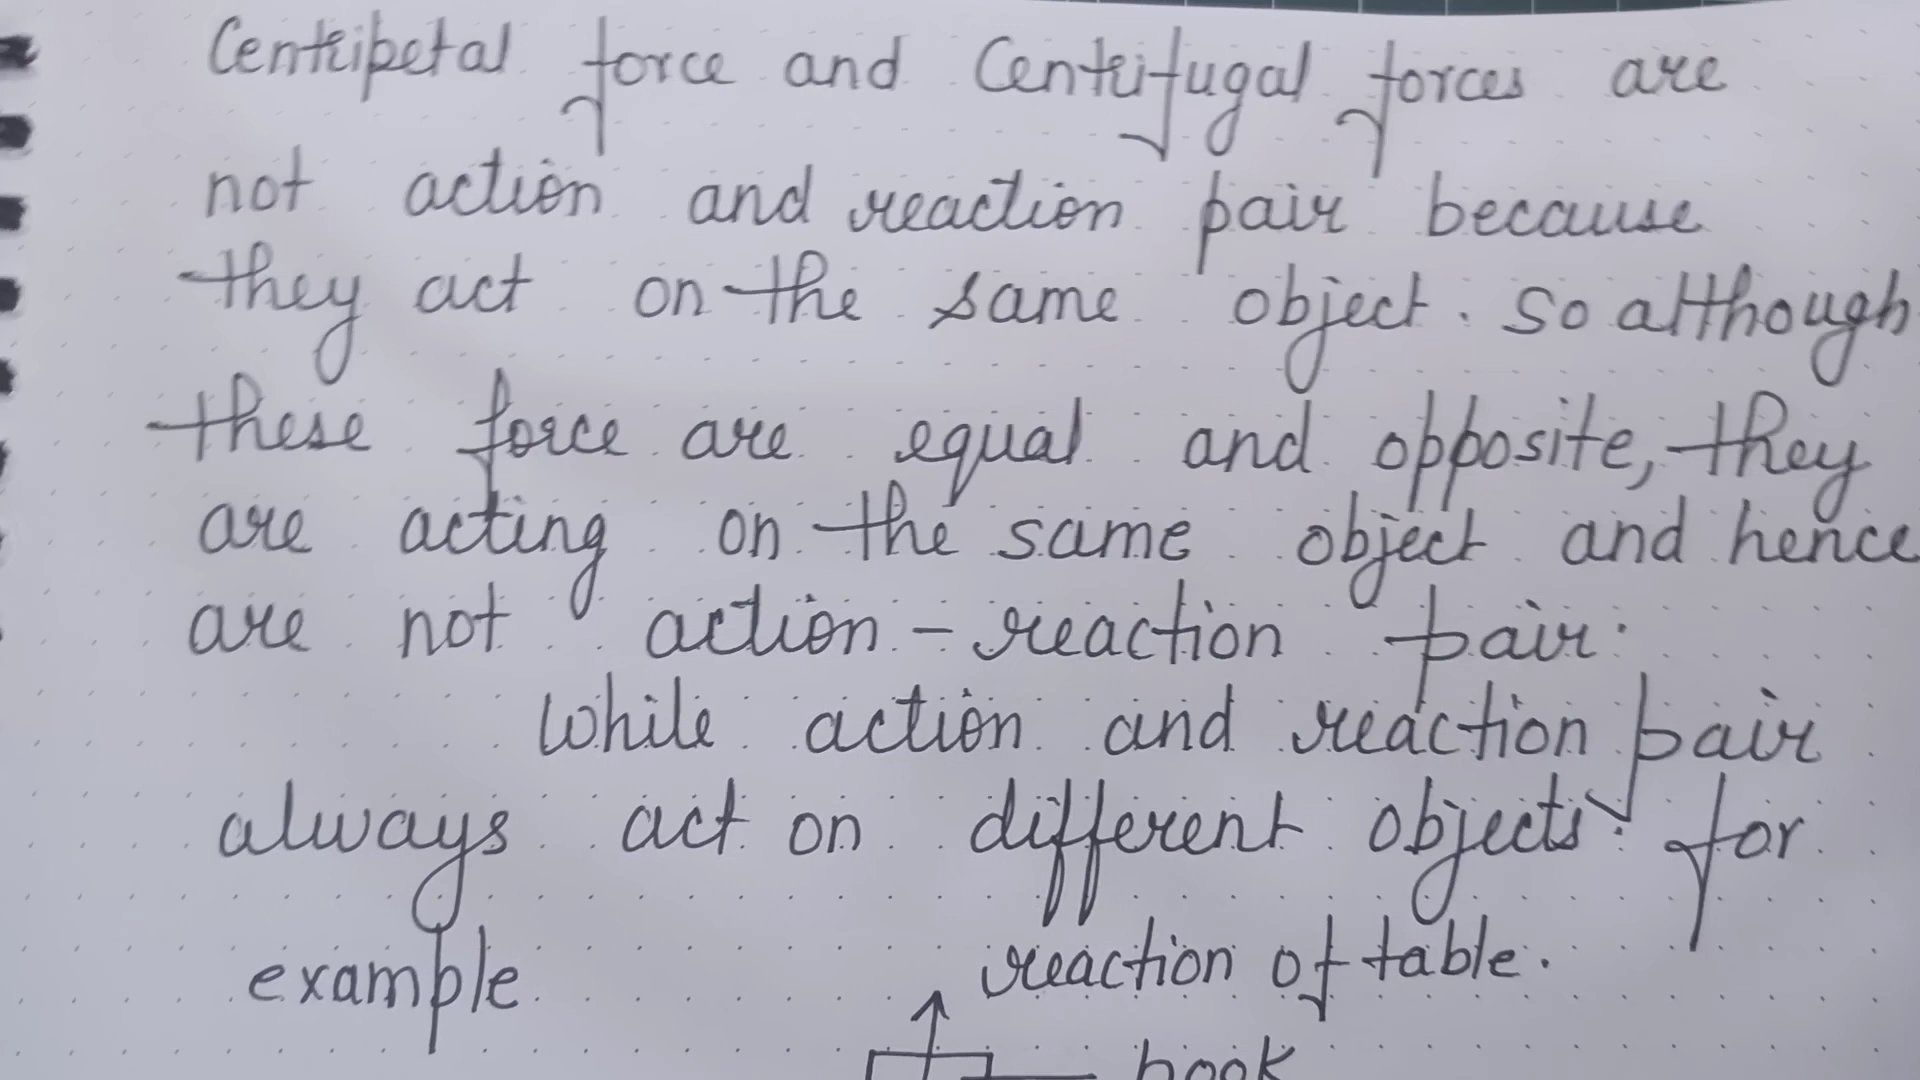 Centripetal force and Centrifugal forces are
not action and reaction pair because
they act on the same object. so although
these force are equal and opposite, they
are acting on the same object and hence
are not action - reaction pair.
While action and reaction pair
always act on different objects. for
example
reaction of table.
book